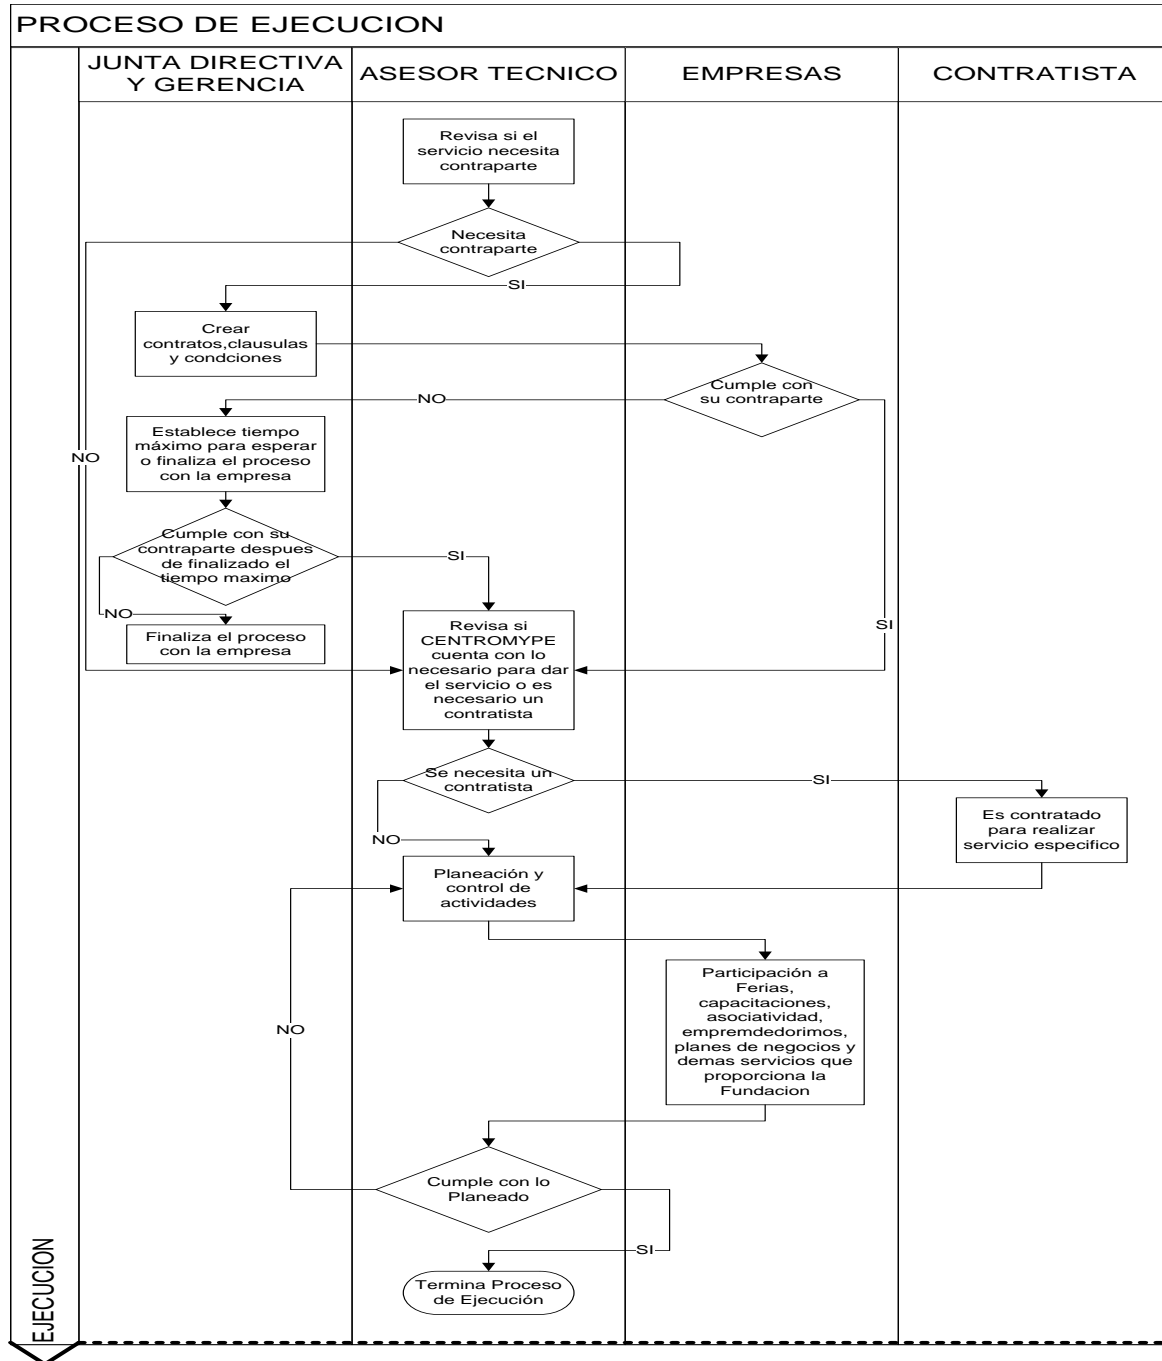 PROCESO DE EJECUCION
JUNTA DIRECTIVA
Y GERENCIA
ASESOR TECNICO
EMPRESAS
CONTRATISTA
Revisa si el
servicio necesita
contraparte
Necesita
contraparte
SI
Crear
contratos,clausulas
y condciones
Cumple con
su contraparte
NO
Establece tiempo
máximo para esperar
o finaliza el proceso
con la empresa
NO
Cumple con su
contraparte despues
de finalizado el
tiempo maximo
SI
NO
Finaliza el proceso
con la empresa
Revisa si
CENTROMYPE
cuenta con lo
necesario para dar
el servicio o es
necesario un
contratista
SI
Se necesita un
contratista
SI
NO
Es contratado
para realizar
servicio especifico
Planeación y
control de
actividades
Participación a
Ferias,
capacitaciones,
asociatividad,
empremdedorimos,
planes de negocios y
demas servicios que
proporciona la
Fundacion
NO
Cumple con lo
Planeado
SI
Termina Proceso
de Ejecución
EJECUCION